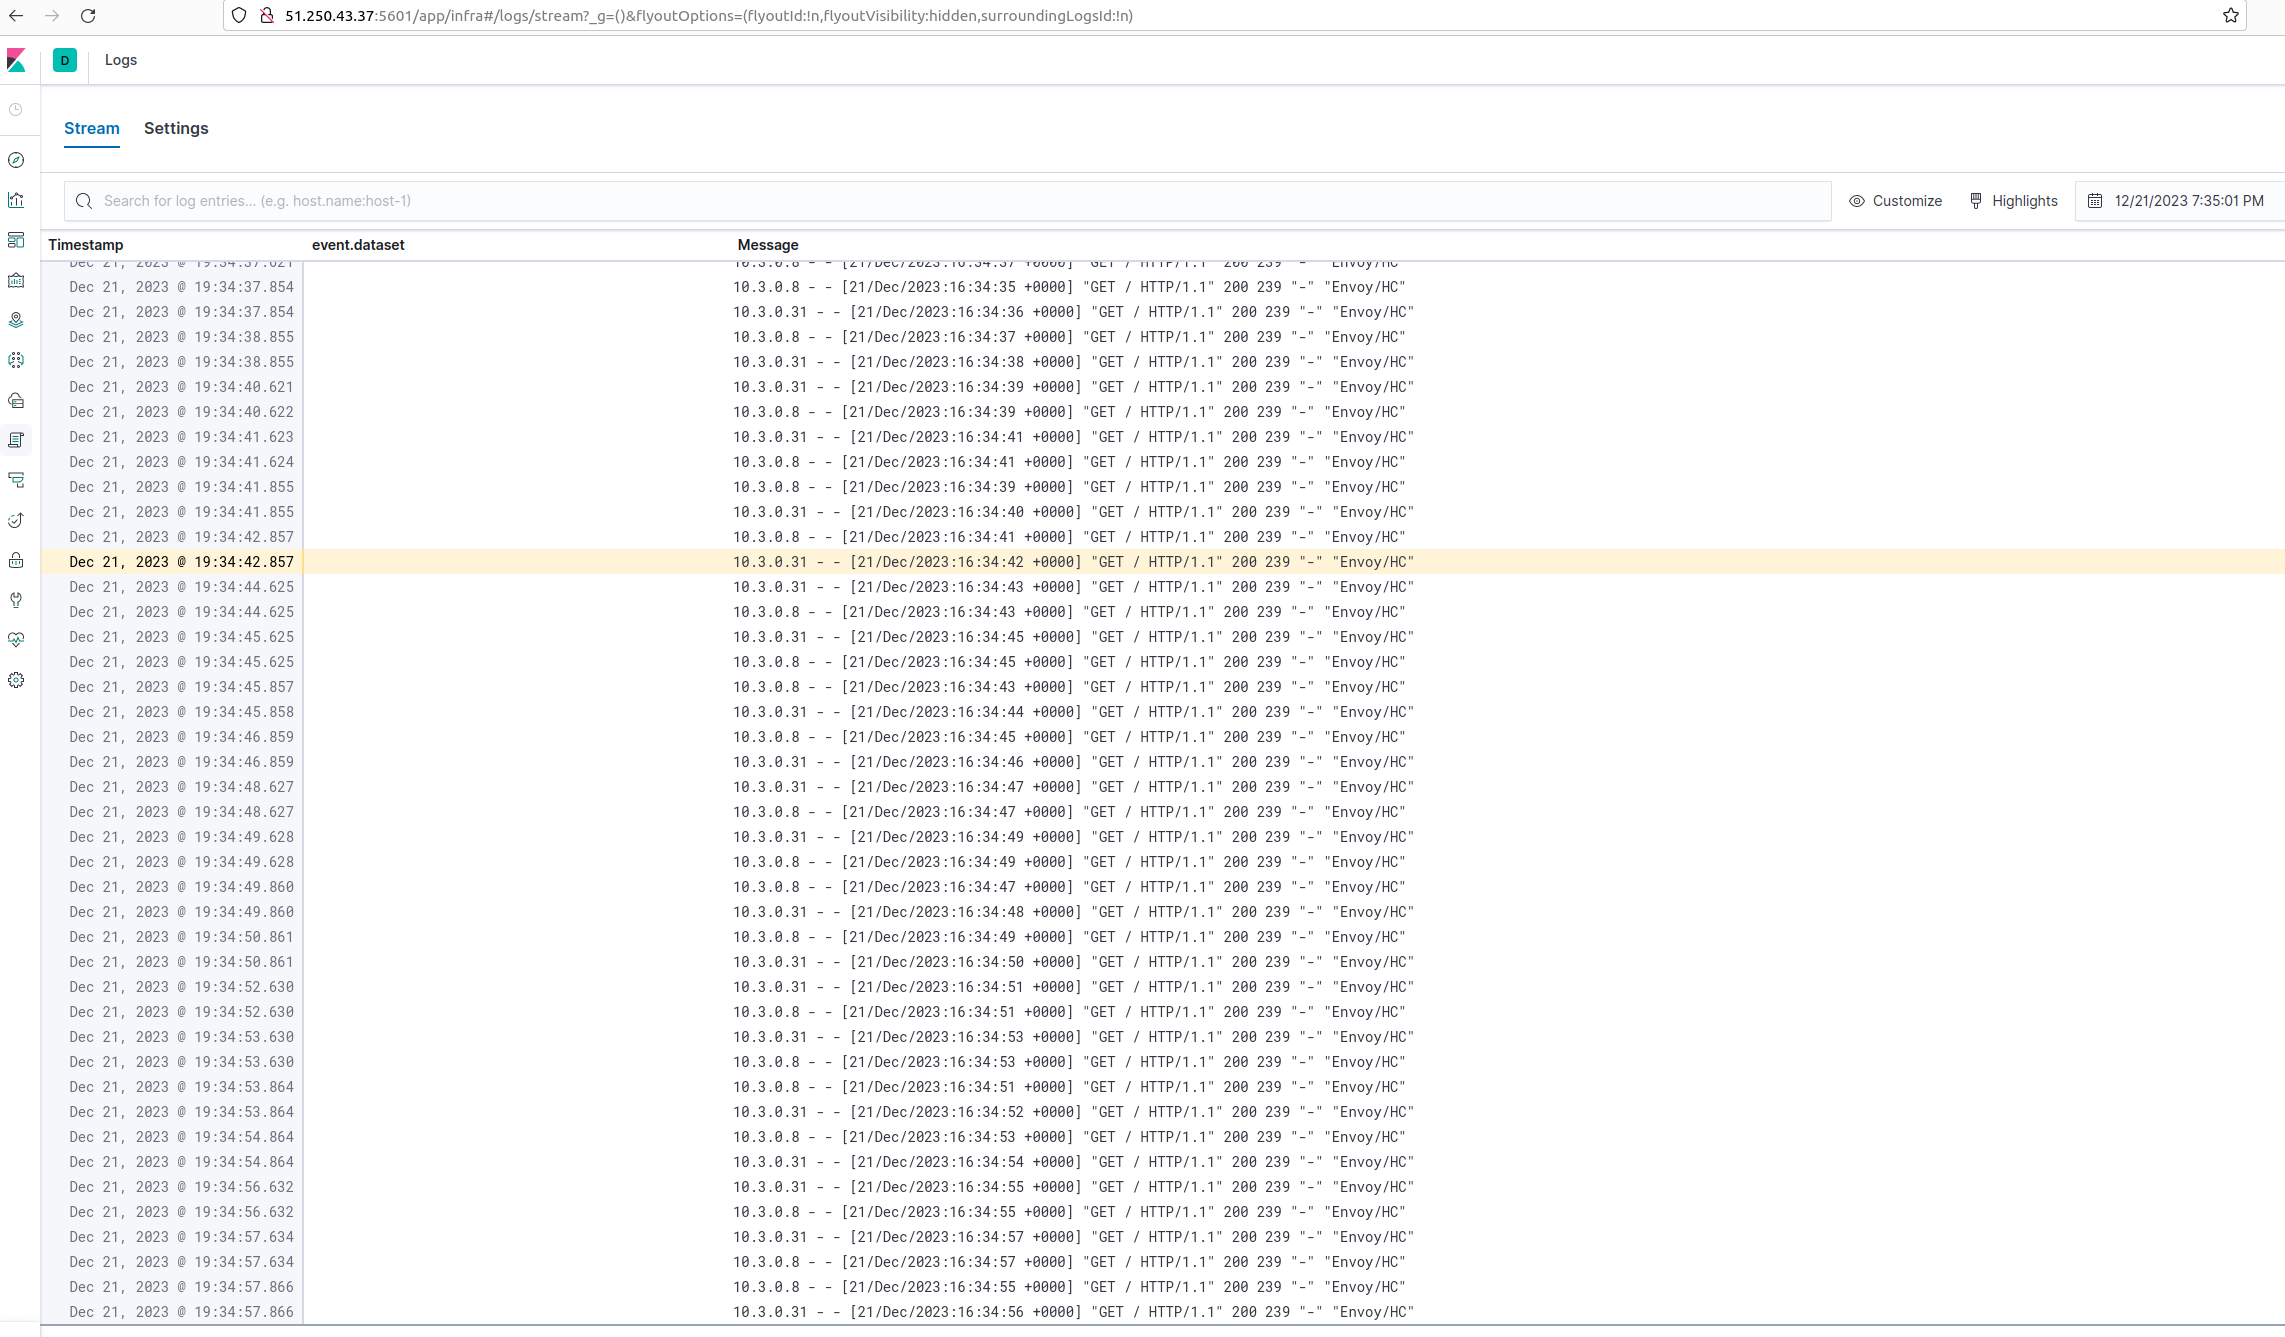 51.250.43.37:5601/app/infra#/logs/stream?_g=()&flyoutOptions=(flyoutId:!n,flyoutVisibility:hidden,surroundingLogsId:!n)
D Logs
Stream Settings
Search for log entries... (e.g. host.name:host-1) Customize Highlights 12/21/2023 7:35:01 PM
Timestamp event.dataset Message
Dec 21, 2023 @ 19:34:37.621 10.3.0.8 - - [21/Dec/2023:16:34:37 +0000] "GET / HTTP/1.1" 200 239 "-" "Envoy/HC"
Dec 21, 2023 @ 19:34:37.854 10.3.0.8 - - [21/Dec/2023:16:34:35 +0000] "GET / HTTP/1.1" 200 239 "-" "Envoy/HC"
Dec 21, 2023 @ 19:34:37.854 10.3.0.31 - - [21/Dec/2023:16:34:36 +0000] "GET / HTTP/1.1" 200 239 "-" "Envoy/HC"
Dec 21, 2023 @ 19:34:38.855 10.3.0.8 - - [21/Dec/2023:16:34:37 +0000] "GET / HTTP/1.1" 200 239 "-" "Envoy/HC"
Dec 21, 2023 @ 19:34:38.855 10.3.0.31 - - [21/Dec/2023:16:34:38 +0000] "GET / HTTP/1.1" 200 239 "-" "Envoy/HC"
Dec 21, 2023 @ 19:34:40.621 10.3.0.31 - - [21/Dec/2023:16:34:39 +0000] "GET / HTTP/1.1" 200 239 "-" "Envoy/HC"
Dec 21, 2023 @ 19:34:40.622 10.3.0.8 - - [21/Dec/2023:16:34:39 +0000] "GET / HTTP/1.1" 200 239 "-" "Envoy/HC"
Dec 21, 2023 @ 19:34:41.623 10.3.0.31 - - [21/Dec/2023:16:34:41 +0000] "GET / HTTP/1.1" 200 239 "-" "Envoy/HC"
Dec 21, 2023 @ 19:34:41.624 10.3.0.8 - - [21/Dec/2023:16:34:41 +0000] "GET / HTTP/1.1" 200 239 "-" "Envoy/HC"
Dec 21, 2023 @ 19:34:41.855 10.3.0.8 - - [21/Dec/2023:16:34:39 +0000] "GET / HTTP/1.1" 200 239 "-" "Envoy/HC"
Dec 21, 2023 @ 19:34:41.855 10.3.0.31 - - [21/Dec/2023:16:34:40 +0000] "GET / HTTP/1.1" 200 239 "-" "Envoy/HC"
Dec 21, 2023 @ 19:34:42.857 10.3.0.8 - - [21/Dec/2023:16:34:41 +0000] "GET / HTTP/1.1" 200 239 "-" "Envoy/HC"
Dec 21, 2023 @ 19:34:42.857 10.3.0.31 - - [21/Dec/2023:16:34:42 +0000] "GET / HTTP/1.1" 200 239 "-" "Envoy/HC"
Dec 21, 2023 @ 19:34:44.625 10.3.0.31 - - [21/Dec/2023:16:34:43 +0000] "GET / HTTP/1.1" 200 239 "-" "Envoy/HC"
Dec 21, 2023 @ 19:34:44.625 10.3.0.8 - - [21/Dec/2023:16:34:43 +0000] "GET / HTTP/1.1" 200 239 "-" "Envoy/HC"
Dec 21, 2023 @ 19:34:45.625 10.3.0.31 - - [21/Dec/2023:16:34:45 +0000] "GET / HTTP/1.1" 200 239 "-" "Envoy/HC"
Dec 21, 2023 @ 19:34:45.625 10.3.0.8 - - [21/Dec/2023:16:34:45 +0000] "GET / HTTP/1.1" 200 239 "-" "Envoy/HC"
Dec 21, 2023 @ 19:34:45.857 10.3.0.8 - - [21/Dec/2023:16:34:43 +0000] "GET / HTTP/1.1" 200 239 "-" "Envoy/HC"
Dec 21, 2023 @ 19:34:45.858 10.3.0.31 - - [21/Dec/2023:16:34:44 +0000] "GET / HTTP/1.1" 200 239 "-" "Envoy/HC"
Dec 21, 2023 @ 19:34:46.859 10.3.0.8 - - [21/Dec/2023:16:34:45 +0000] "GET / HTTP/1.1" 200 239 "-" "Envoy/HC"
Dec 21, 2023 @ 19:34:46.859 10.3.0.31 - - [21/Dec/2023:16:34:46 +0000] "GET / HTTP/1.1" 200 239 "-" "Envoy/HC"
Dec 21, 2023 @ 19:34:48.627 10.3.0.31 - - [21/Dec/2023:16:34:47 +0000] "GET / HTTP/1.1" 200 239 "-" "Envoy/HC"
Dec 21, 2023 @ 19:34:48.627 10.3.0.8 - - [21/Dec/2023:16:34:47 +0000] "GET / HTTP/1.1" 200 239 "-" "Envoy/HC"
Dec 21, 2023 @ 19:34:49.628 10.3.0.31 - - [21/Dec/2023:16:34:49 +0000] "GET / HTTP/1.1" 200 239 "-" "Envoy/HC"
Dec 21, 2023 @ 19:34:49.628 10.3.0.8 - - [21/Dec/2023:16:34:49 +0000] "GET / HTTP/1.1" 200 239 "-" "Envoy/HC"
Dec 21, 2023 @ 19:34:49.860 10.3.0.8 - - [21/Dec/2023:16:34:47 +0000] "GET / HTTP/1.1" 200 239 "-" "Envoy/HC"
Dec 21, 2023 @ 19:34:49.860 10.3.0.31 - - [21/Dec/2023:16:34:48 +0000] "GET / HTTP/1.1" 200 239 "-" "Envoy/HC"
Dec 21, 2023 @ 19:34:50.861 10.3.0.8 - - [21/Dec/2023:16:34:49 +0000] "GET / HTTP/1.1" 200 239 "-" "Envoy/HC"
Dec 21, 2023 @ 19:34:50.861 10.3.0.31 - - [21/Dec/2023:16:34:50 +0000] "GET / HTTP/1.1" 200 239 "-" "Envoy/HC"
Dec 21, 2023 @ 19:34:52.630 10.3.0.31 - - [21/Dec/2023:16:34:51 +0000] "GET / HTTP/1.1" 200 239 "-" "Envoy/HC"
Dec 21, 2023 @ 19:34:52.630 10.3.0.8 - - [21/Dec/2023:16:34:51 +0000] "GET / HTTP/1.1" 200 239 "-" "Envoy/HC"
Dec 21, 2023 @ 19:34:53.630 10.3.0.31 - - [21/Dec/2023:16:34:53 +0000] "GET / HTTP/1.1" 200 239 "-" "Envoy/HC"
Dec 21, 2023 @ 19:34:53.630 10.3.0.8 - - [21/Dec/2023:16:34:53 +0000] "GET / HTTP/1.1" 200 239 "-" "Envoy/HC"
Dec 21, 2023 @ 19:34:53.864 10.3.0.8 - - [21/Dec/2023:16:34:51 +0000] "GET / HTTP/1.1" 200 239 "-" "Envoy/HC"
Dec 21, 2023 @ 19:34:53.864 10.3.0.31 - - [21/Dec/2023:16:34:52 +0000] "GET / HTTP/1.1" 200 239 "-" "Envoy/HC"
Dec 21, 2023 @ 19:34:54.864 10.3.0.8 - - [21/Dec/2023:16:34:53 +0000] "GET / HTTP/1.1" 200 239 "-" "Envoy/HC"
Dec 21, 2023 @ 19:34:54.864 10.3.0.31 - - [21/Dec/2023:16:34:54 +0000] "GET / HTTP/1.1" 200 239 "-" "Envoy/HC"
Dec 21, 2023 @ 19:34:56.632 10.3.0.31 - - [21/Dec/2023:16:34:55 +0000] "GET / HTTP/1.1" 200 239 "-" "Envoy/HC"
Dec 21, 2023 @ 19:34:56.632 10.3.0.8 - - [21/Dec/2023:16:34:55 +0000] "GET / HTTP/1.1" 200 239 "-" "Envoy/HC"
Dec 21, 2023 @ 19:34:57.634 10.3.0.31 - - [21/Dec/2023:16:34:57 +0000] "GET / HTTP/1.1" 200 239 "-" "Envoy/HC"
Dec 21, 2023 @ 19:34:57.634 10.3.0.8 - - [21/Dec/2023:16:34:57 +0000] "GET / HTTP/1.1" 200 239 "-" "Envoy/HC"
Dec 21, 2023 @ 19:34:57.866 10.3.0.8 - - [21/Dec/2023:16:34:55 +0000] "GET / HTTP/1.1" 200 239 "-" "Envoy/HC"
Dec 21, 2023 @ 19:34:57.866 10.3.0.31 - - [21/Dec/2023:16:34:56 +0000] "GET / HTTP/1.1" 200 239 "-" "Envoy/HC"